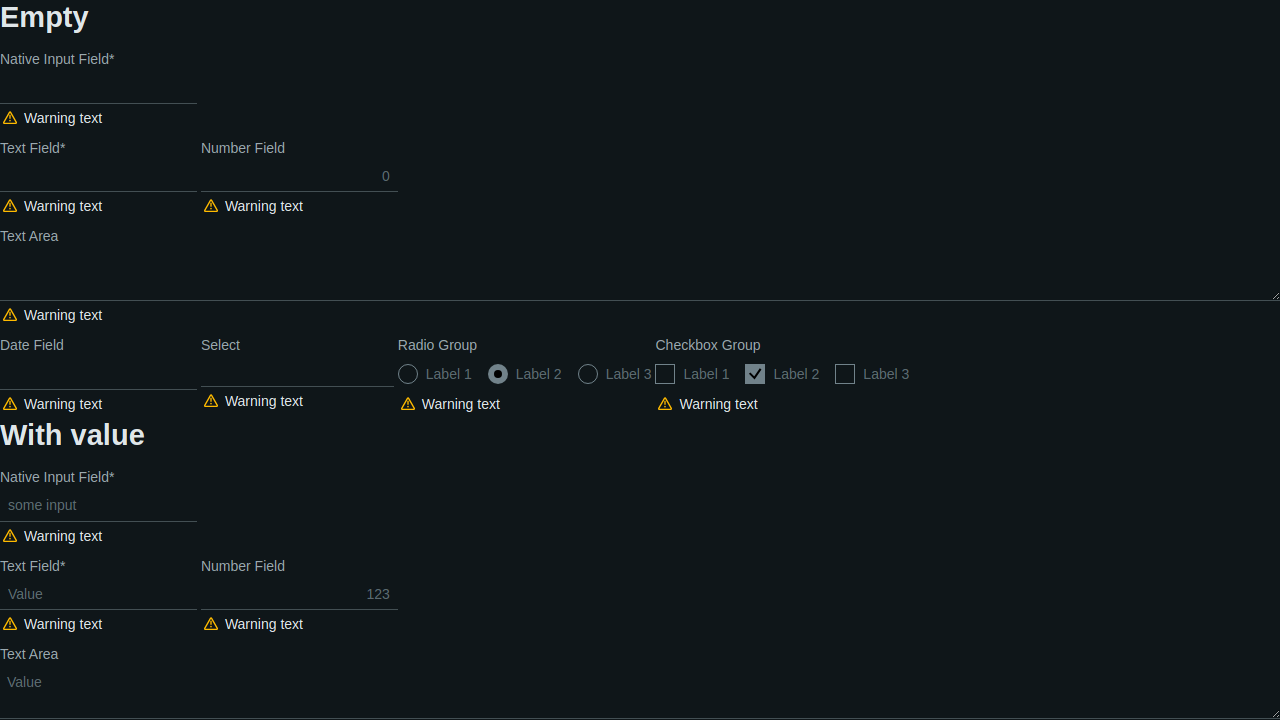 Empty
Native Input Field*
Warning text
Text Field* Number Field
0
Warning text Warning text
Text Area
Warning text
Date Field Select Radio Group Checkbox Group
Label 1 Label 2 Label 3 Label 1 Label 2 Label 3
Warning text Warning text Warning text Warning text
With value
Native Input Field*
some input
Warning text
Text Field* Number Field
Value 123
Warning text Warning text
Text Area
Value